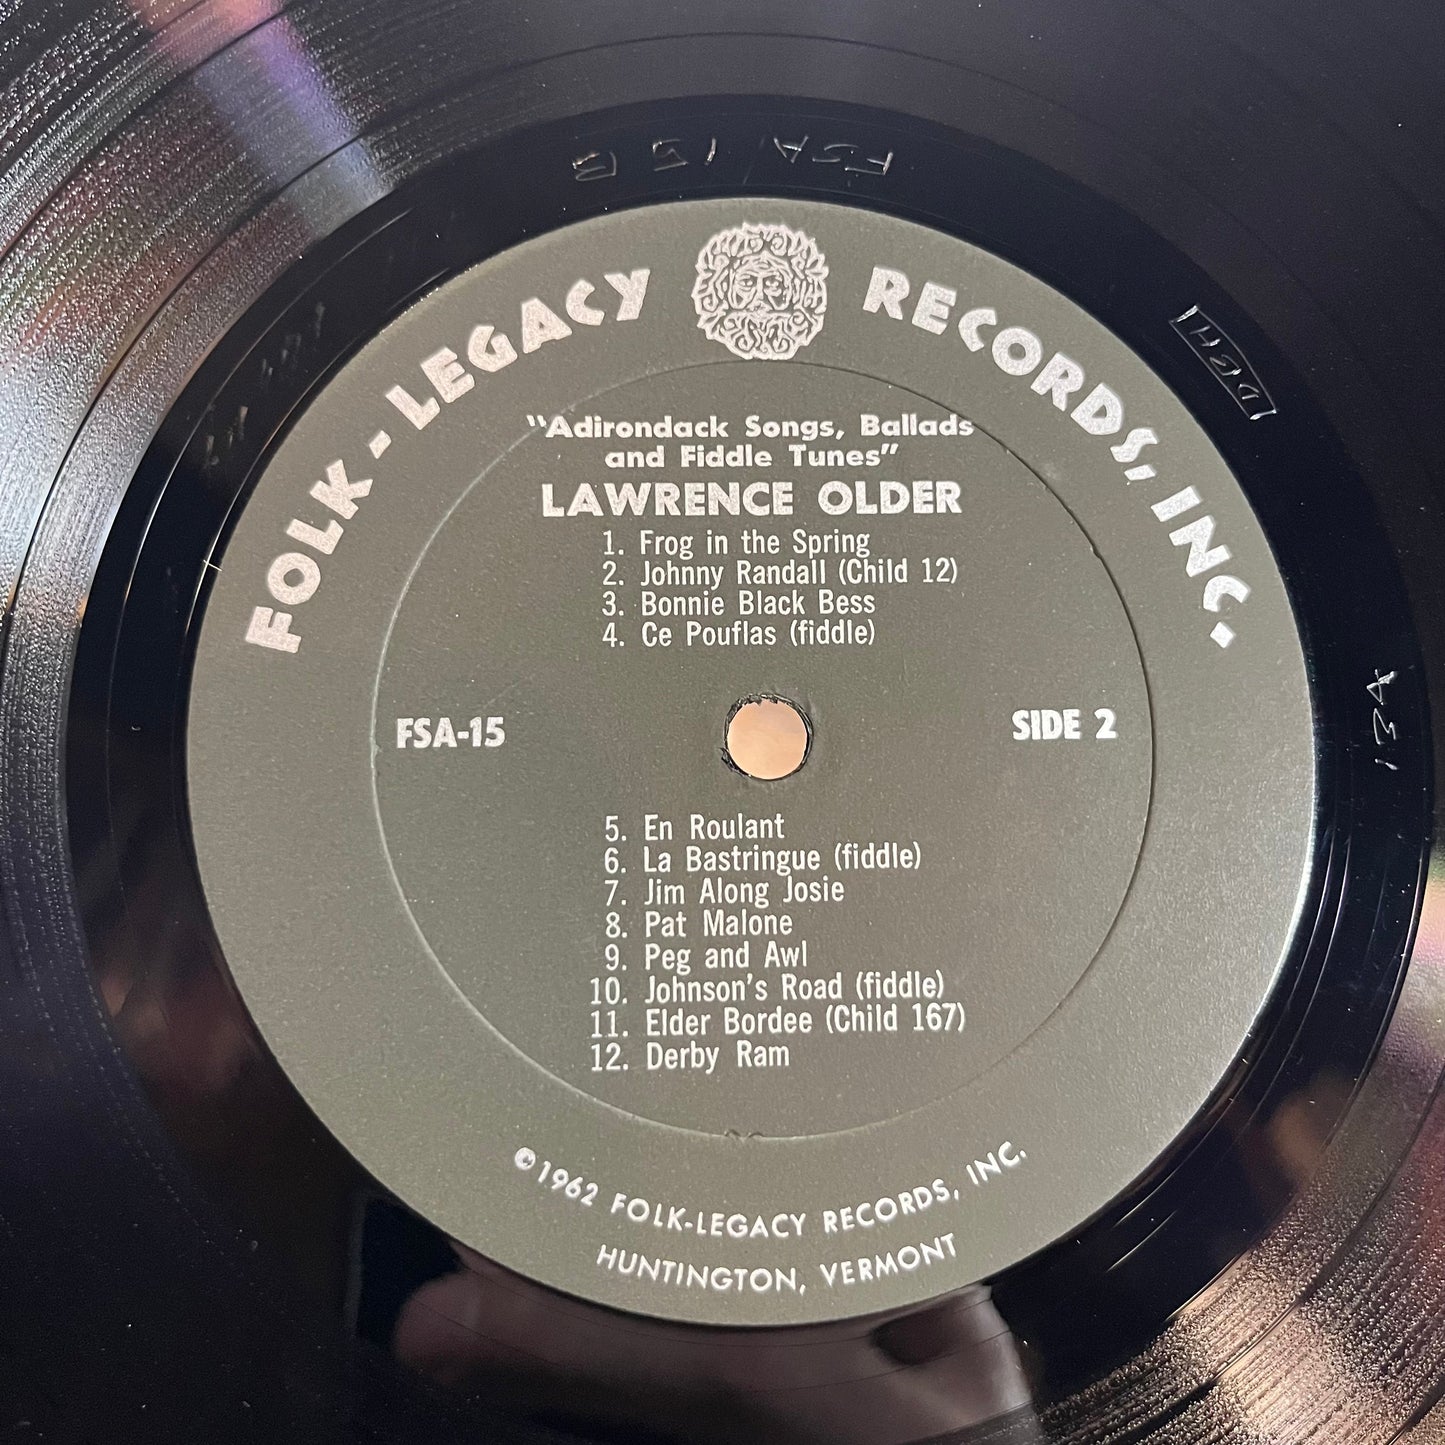 FSA 15 B
FOLK-LEGACY RECORDS, INC.
"Adirondack Songs, Ballads
and Fiddle Tunes"
LAWRENCE OLDER
1. Frog in the Spring
2. Johnny Randall (Child 12)
3. Bonnie Black Bess
4. Ce Pouflas (fiddle)
FSA-15
SIDE 2
5. En Roulant
6. La Bastringue (fiddle)
7. Jim Along Josie
8. Pat Malone
9. Peg and Awl
10. Johnson's Road (fiddle)
11. Elder Bordee (Child 167)
12. Derby Ram
©1962 FOLK-LEGACY RECORDS, INC.
HUNTINGTON, VERMONT